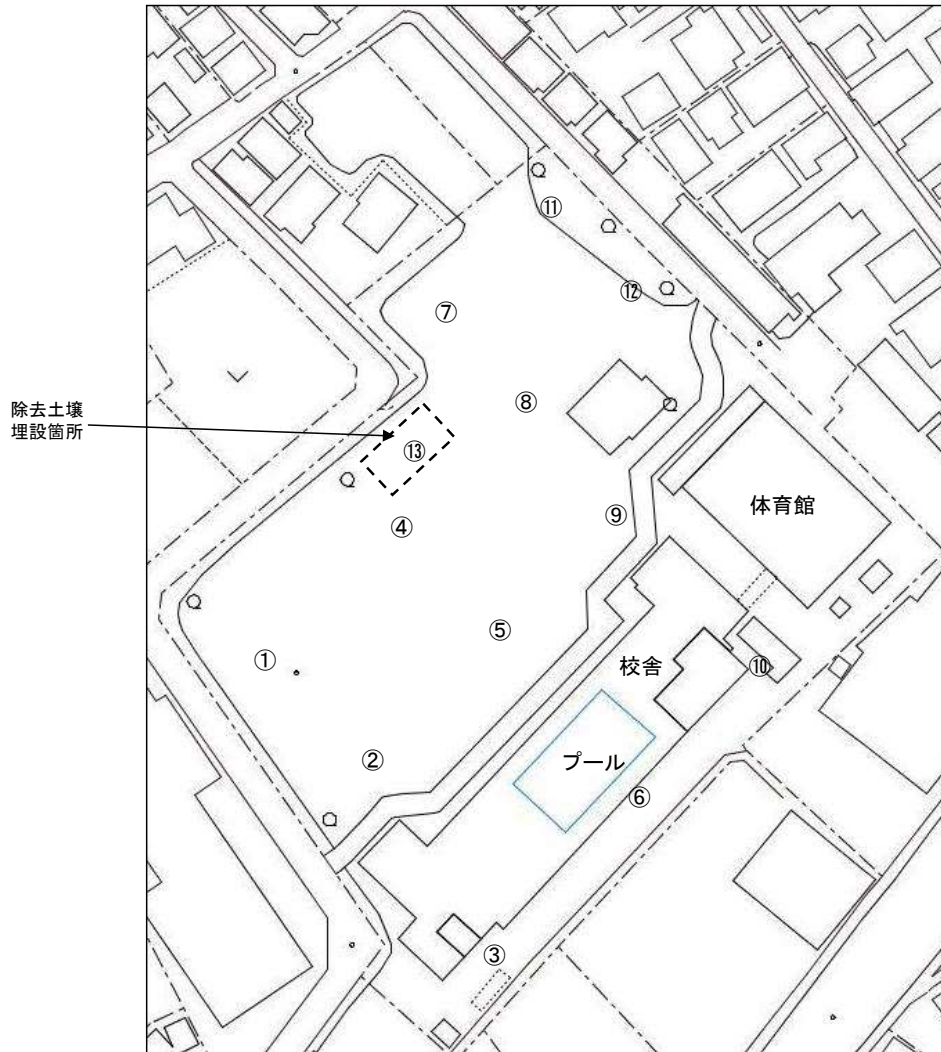 ⑪
⑫
⑦
⑧
除去土壌
埋設箇所
⑬
④
⑨
体育館
⑤
①
校舎
⑩
②
プール
⑥
③